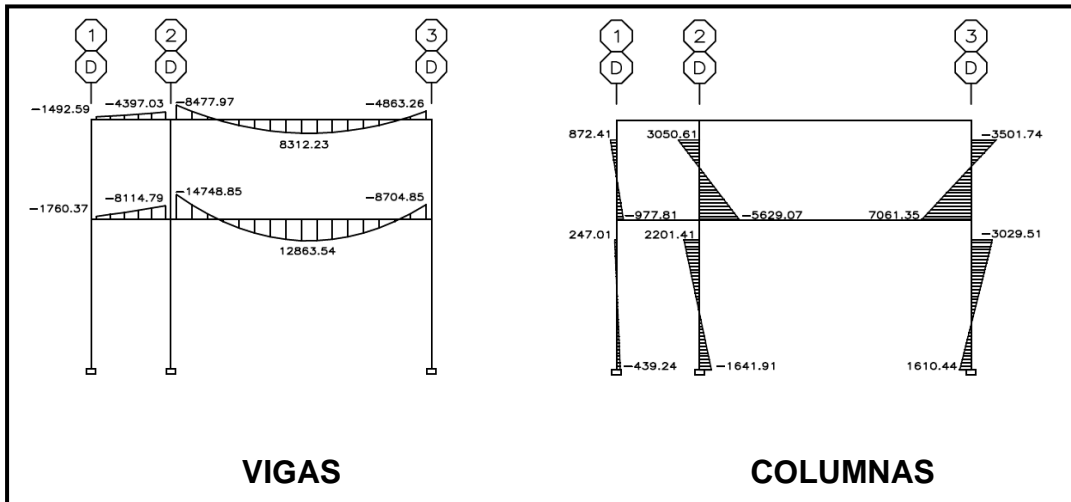 1 2 3
D D D
-1492.59 -4397.03 -8477.97 -4863.26
8312.23
-1760.37 -8114.79 -14748.85 -8704.85
12863.54
VIGAS
1 2 3
D D D
872.41 3050.61 -3501.74
-977.81 -5629.07 7061.35
247.01 2201.41 -3029.51
-439.24 -1641.91 1610.44
COLUMNAS